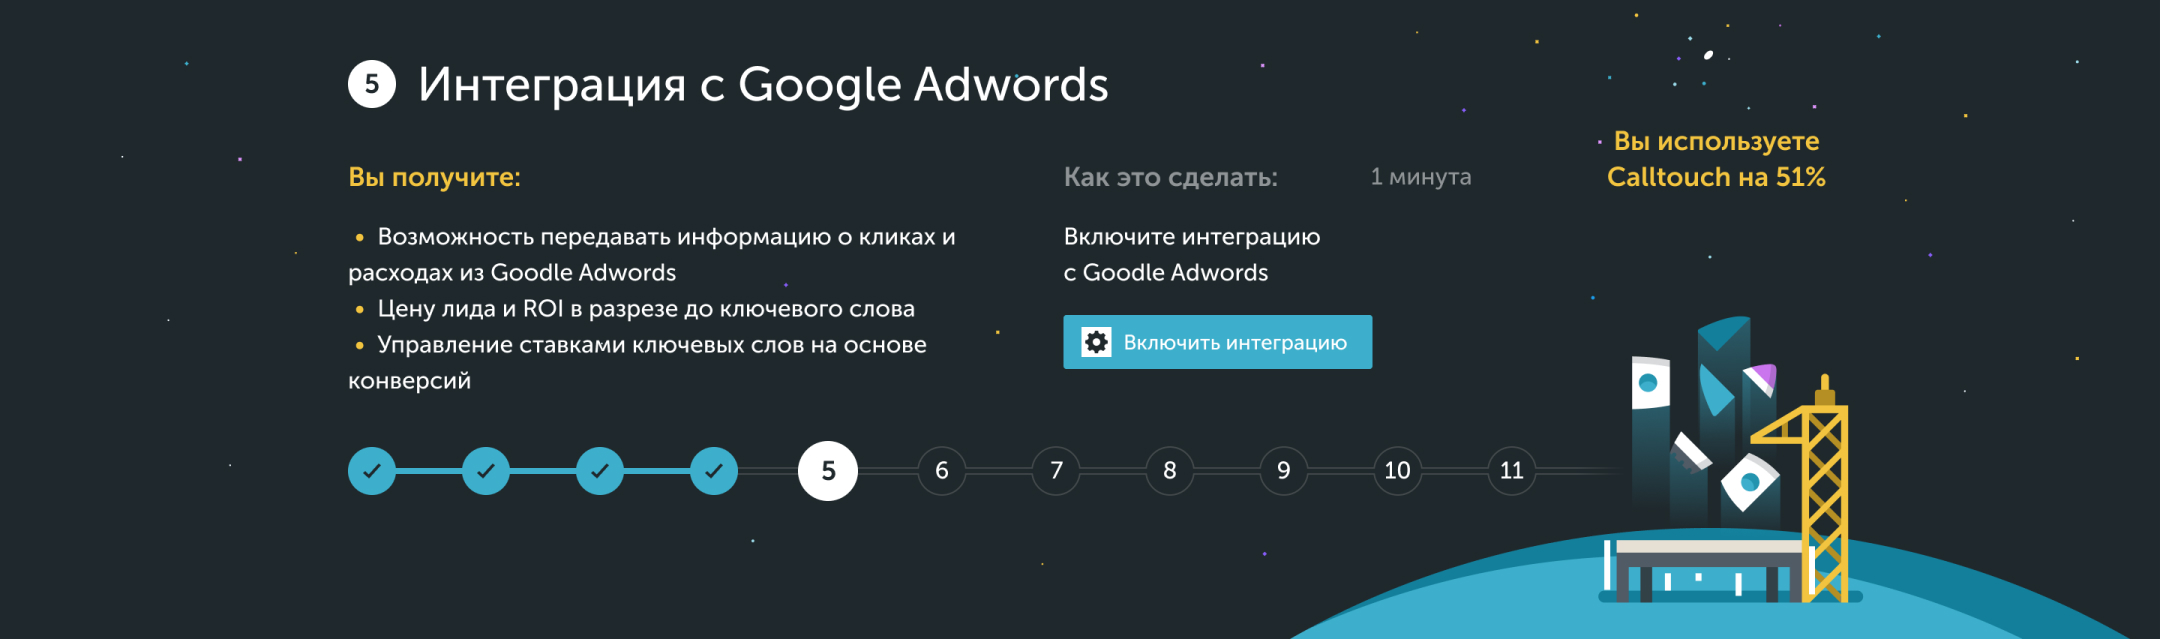 5 Интеграция с Google Adwords
Вы получите:
• Возможность передавать информацию о кликах и
расходах из Goodle Adwords
• Цену лида и ROI в разрезе до ключевого слова
• Управление ставками ключевых слов на основе
конверсий
Как это сделать: 1 минута
Включите интеграцию
с Goodle Adwords
Включить интеграцию
Вы используете
Calltouch на 51%
5 6 7 8 9 10 11